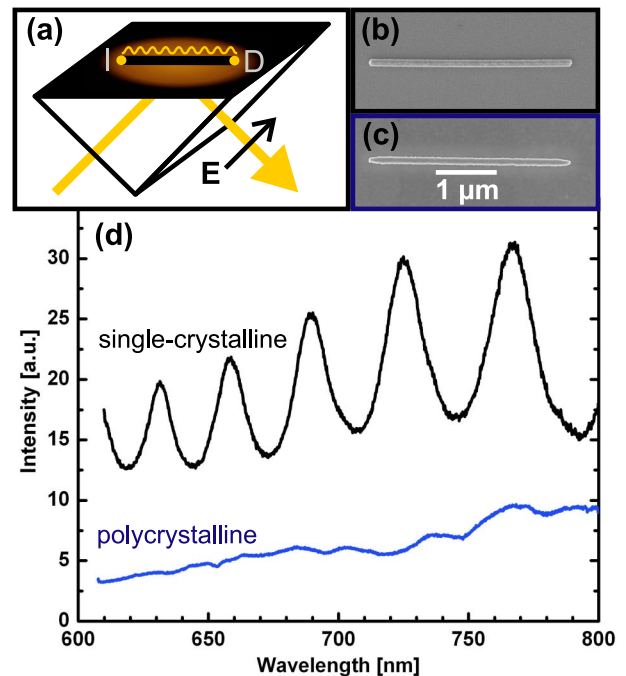 (a)
I
D
E
(b)
(c)
1 µm
(d)
30
25
20
15
10
5
0
Intensity [a.u.]
single-crystalline
polycrystalline
600
650
700
750
800
Wavelength [nm]